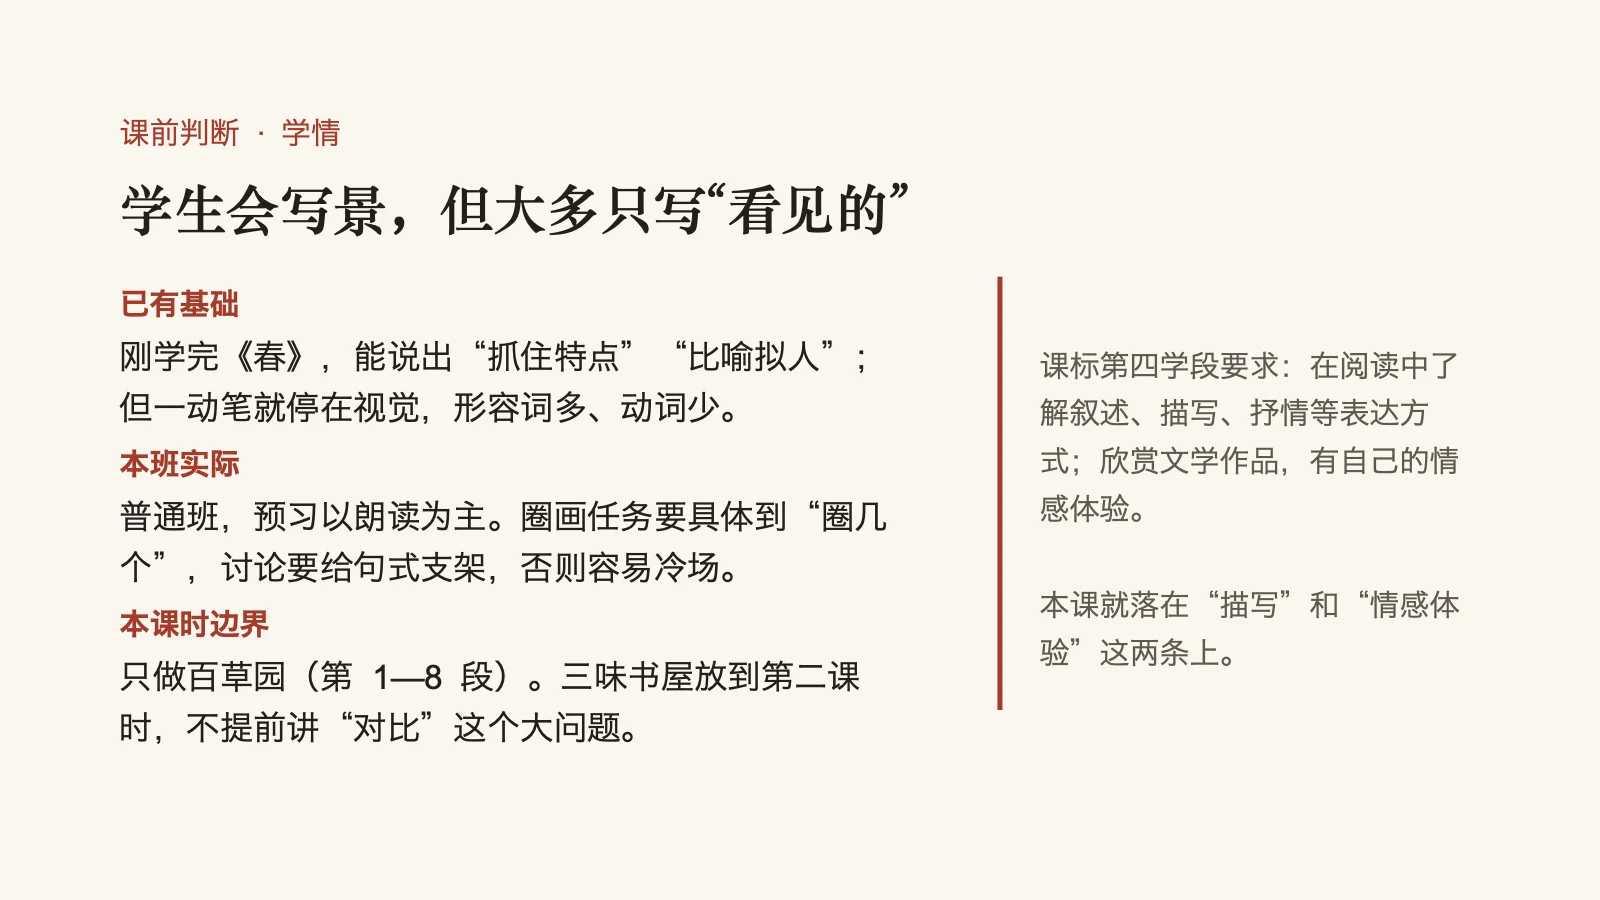 课前判断 · 学情
学生会写景，但大多只写“看见的”
已有基础
刚学完《春》，能说出“抓住特点”“比喻拟人”；
但一动笔就停在视觉，形容词多、动词少。
本班实际
普通班，预习以朗读为主。圈画任务要具体到“圈几
个”，讨论要给句式支架，否则容易冷场。
本课时边界
只做百草园（第 1—8 段）。三味书屋放到第二课
时，不提前讲“对比”这个大问题。
课标第四学段要求：在阅读中了
解叙述、描写、抒情等表达方
式；欣赏文学作品，有自己的情
感体验。
本课就落在“描写”和“情感体
验”这两条上。